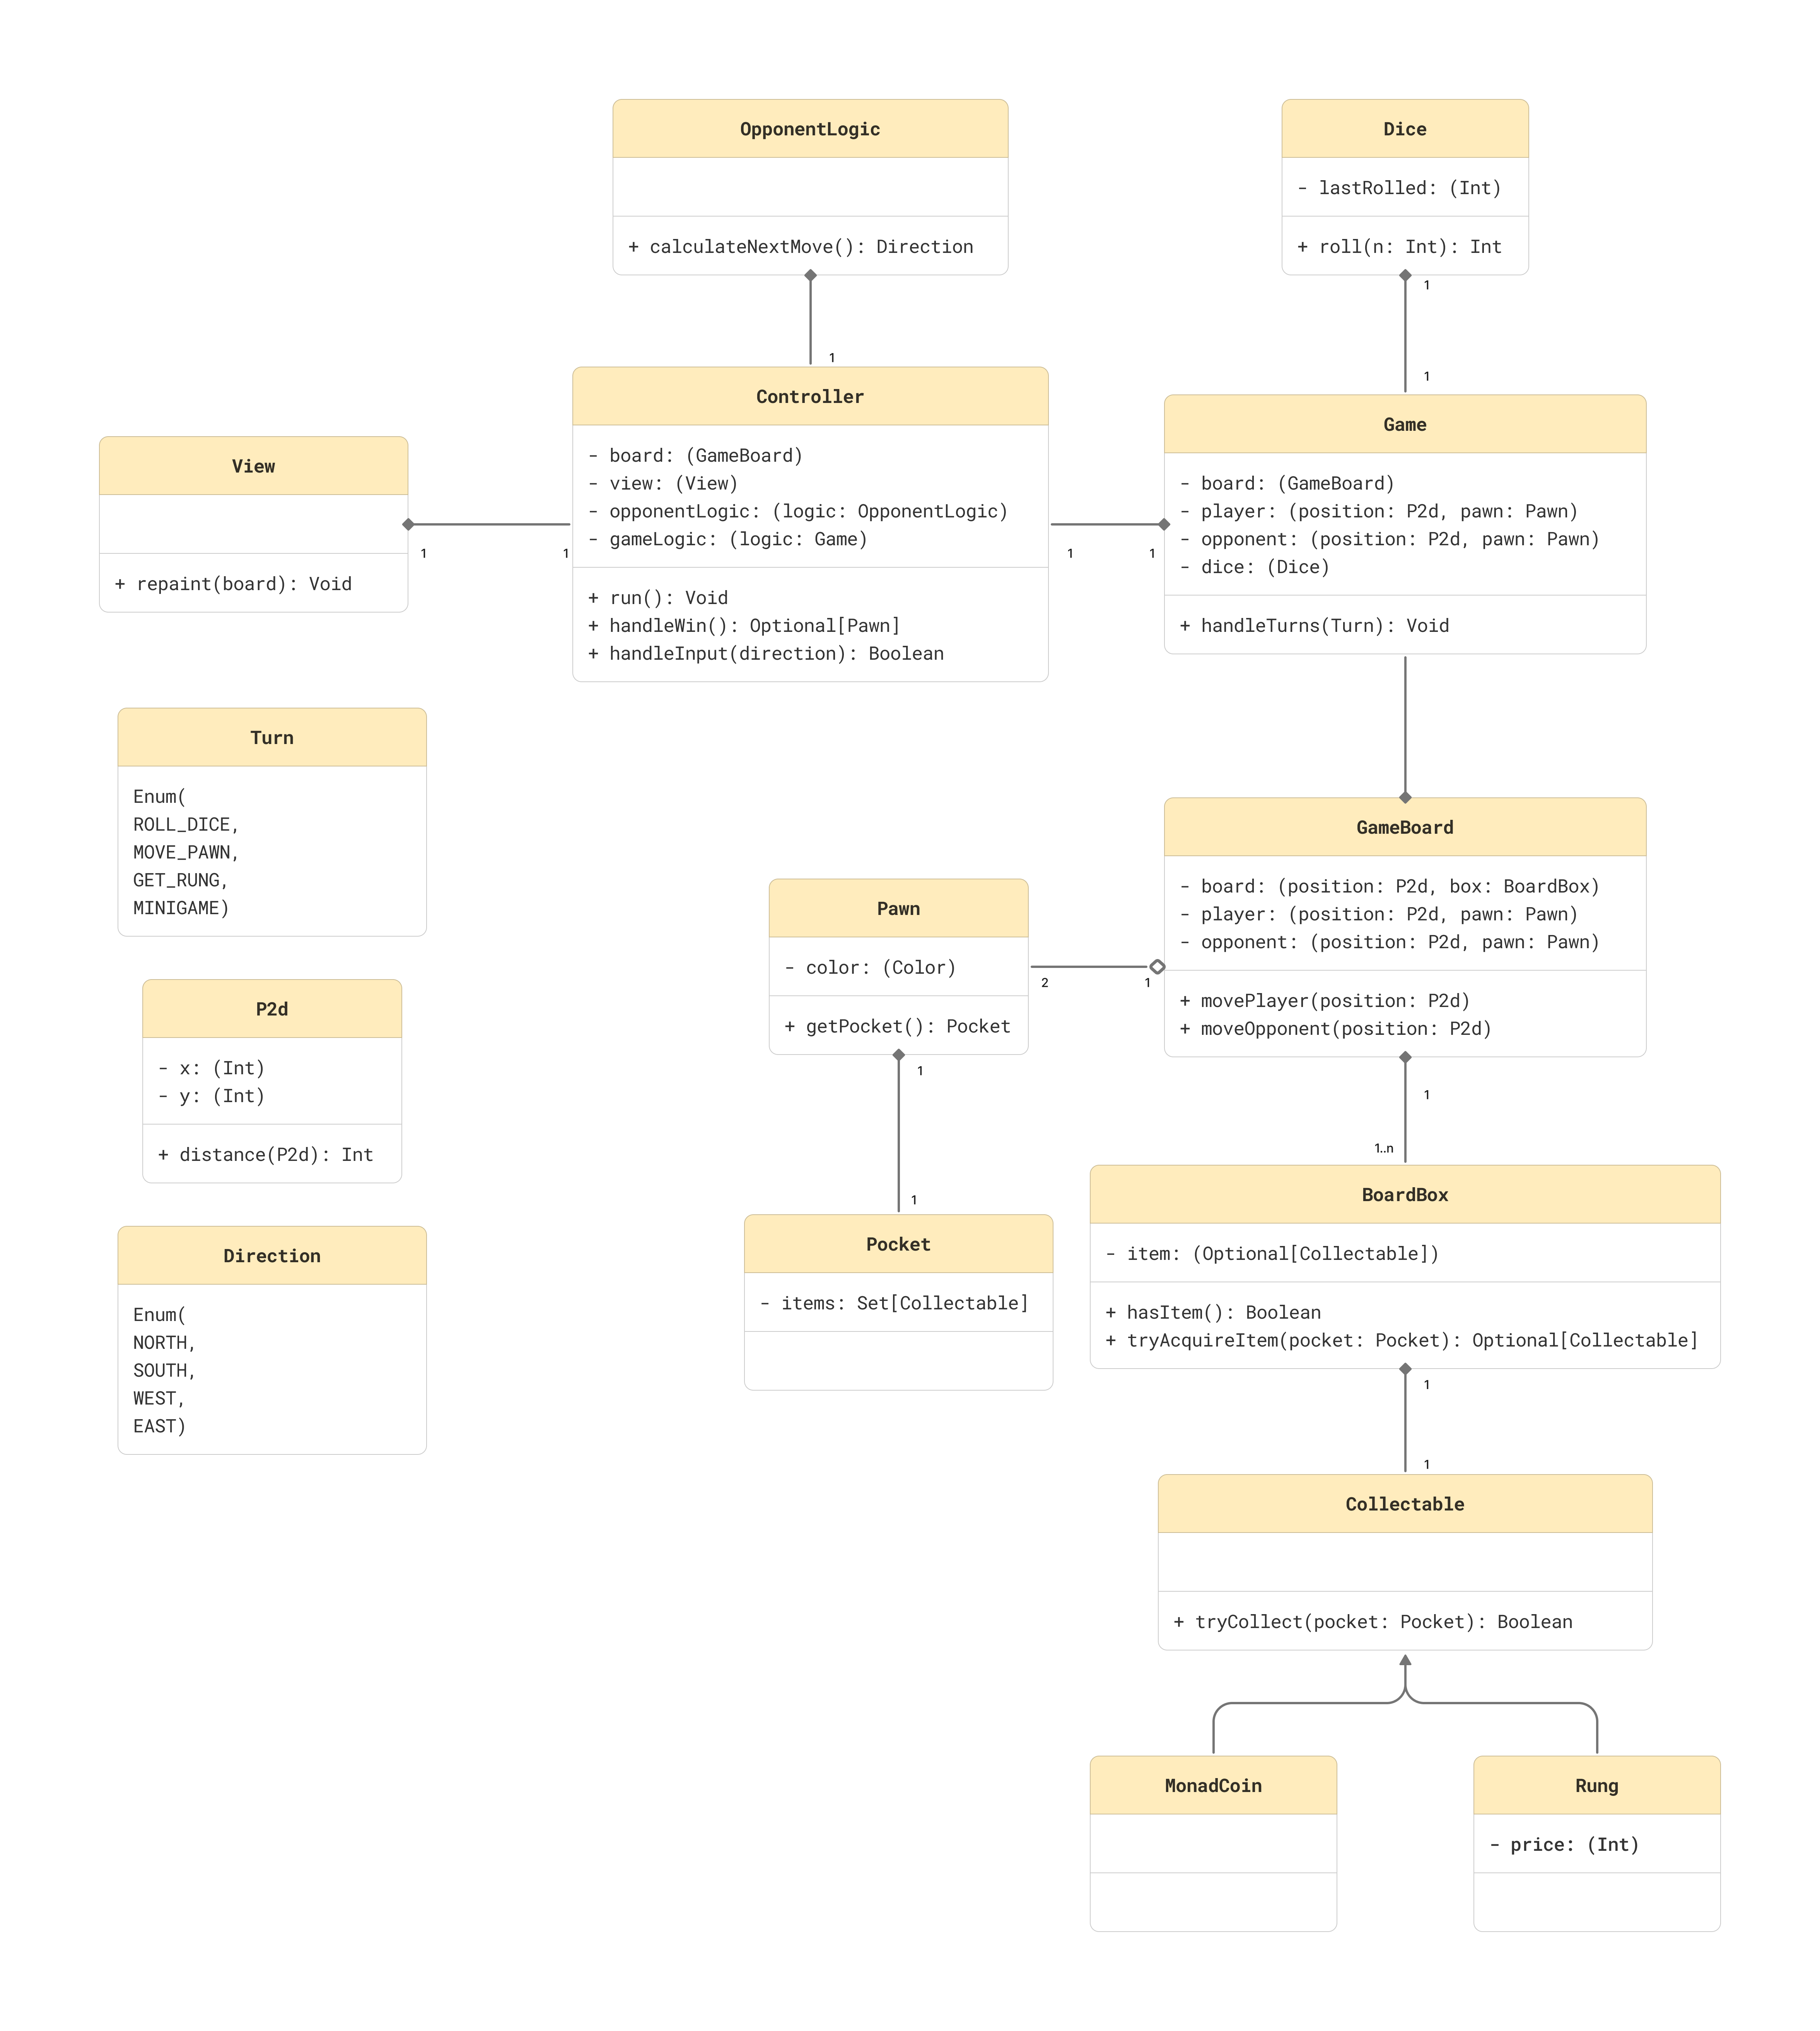 OpponentLogic
+ calculateNextMove(): Direction
Dice
- lastRolled: (Int)
+ roll(n: Int): Int
1
1
1
Controller
- board: (GameBoard)
- view: (View)
- opponentLogic: (logic: OpponentLogic)
- gameLogic: (logic: Game)
+ run(): Void
+ handleWin(): Optional[Pawn]
+ handleInput(direction): Boolean
Game
- board: (GameBoard)
- player: (position: P2d, pawn: Pawn)
- opponent: (position: P2d, pawn: Pawn)
- dice: (Dice)
+ handleTurns(Turn): Void
View
+ repaint(board): Void
1
1
1
1
Turn
Enum(
ROLL_DICE,
MOVE_PAWN,
GET_RUNG,
MINIGAME)
GameBoard
- board: (position: P2d, box: BoardBox)
- player: (position: P2d, pawn: Pawn)
- opponent: (position: P2d, pawn: Pawn)
+ movePlayer(position: P2d)
+ moveOpponent(position: P2d)
Pawn
- color: (Color)
+ getPocket(): Pocket
2
1
P2d
- x: (Int)
- y: (Int)
+ distance(P2d): Int
1
1
1
1..n
BoardBox
- item: (Optional[Collectable])
+ hasItem(): Boolean
+ tryAcquireItem(pocket: Pocket): Optional[Collectable]
Pocket
- items: Set[Collectable]
Direction
Enum(
NORTH,
SOUTH,
WEST,
EAST)
1
1
Collectable
+ tryCollect(pocket: Pocket): Boolean
MonadCoin
Rung
- price: (Int)